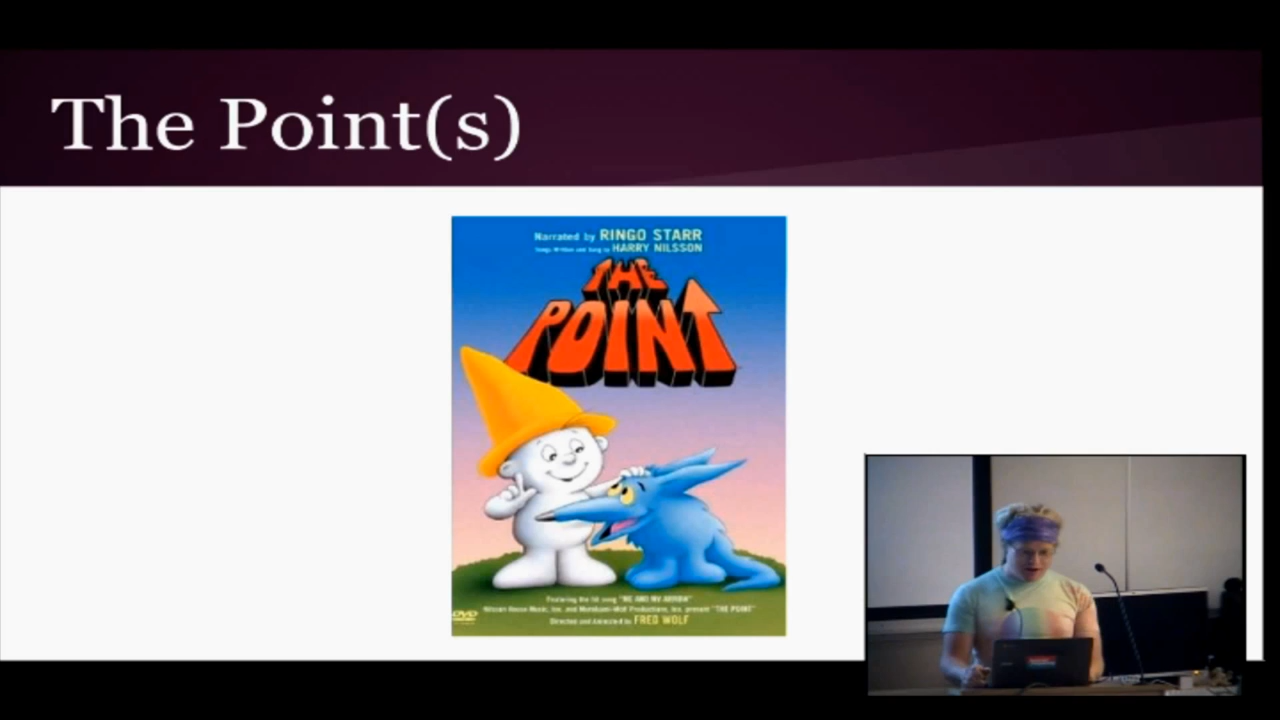 The Point(s)
Narrated by RINGO STARR
Songs Written and Sung by HARRY NILSSON
THE
POINT
Featuring the hit song "ME AND MY ARROW"
Nilsson House Music, Inc. and Murakami-Wolf Productions, Inc. present "THE POINT"
Directed and Animated by FRED WOLF
DVD